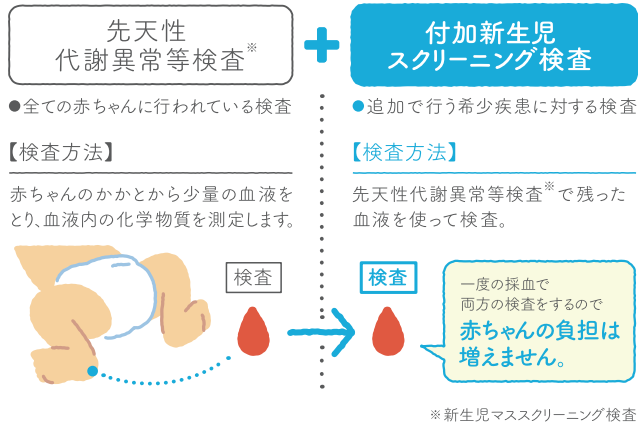 先天性
代謝異常等検査※
＋
付加新生児
スクリーニング検査
●全ての赤ちゃんに行われている検査
●追加で行う希少疾患に対する検査
【検査方法】
赤ちゃんのかかとから少量の血液を
とり、血液内の化学物質を測定します。
【検査方法】
先天性代謝異常等検査※で残った
血液を使って検査。
検査
検査
一度の採血で
両方の検査をするので
赤ちゃんの負担は
増えません。
※新生児マススクリーニング検査